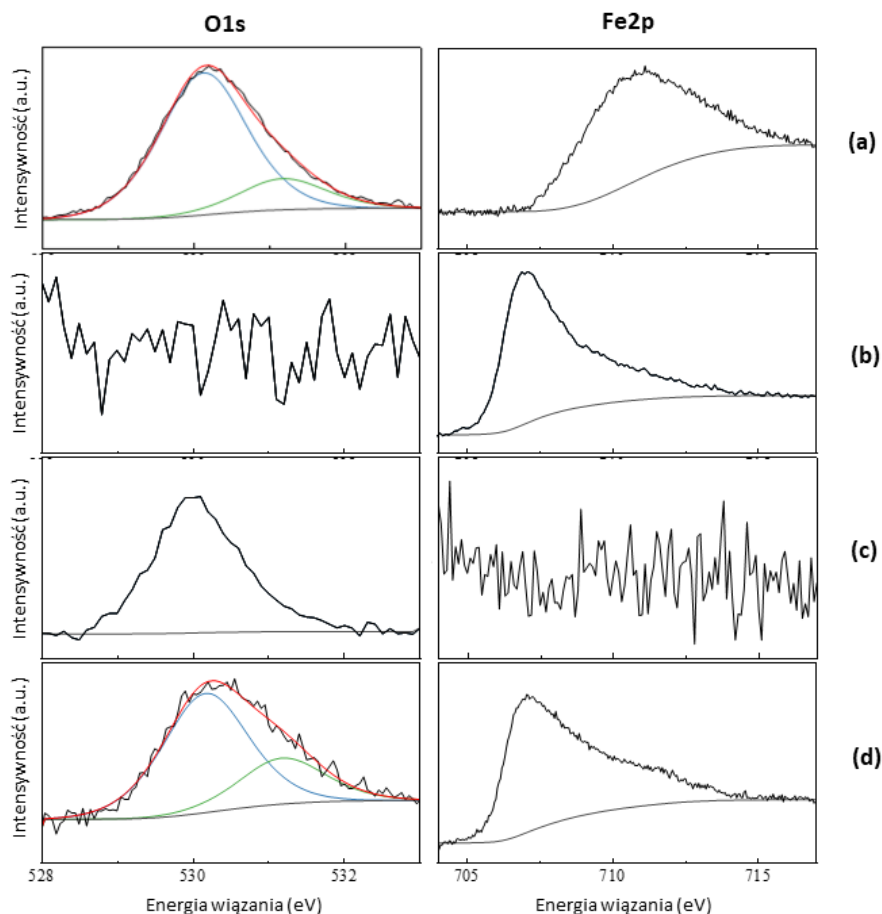 O1s Fe2p
Intensywność (a.u.)
(a)
Intensywność (a.u.)
(b)
Intensywność (a.u.)
(c)
Intensywność (a.u.)
(d)
528 530 532 705 710 715
Energia wiązania (eV) Energia wiązania (eV)